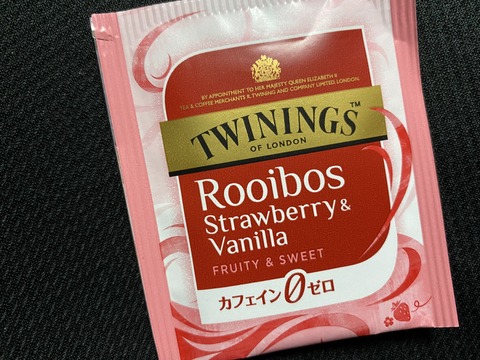 BY APPOINTMENT TO HER MAJESTY QUEEN ELIZABETH II
TEA & COFFEE MERCHANTS R. TWINING AND COMPANY LIMITED, LONDON.
TWININGS™
OF LONDON
Rooibos
Strawberry &
Vanilla
FRUITY & SWEET
カフェイン0ゼロ